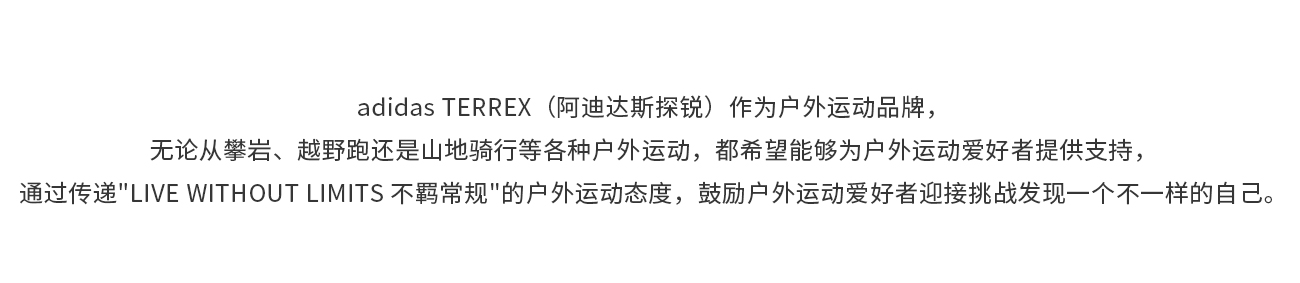 adidas TERREX（阿迪达斯探锐）作为户外运动品牌，
无论从攀岩、越野跑还是山地骑行等各种户外运动，都希望能够为户外运动爱好者提供支持，
通过传递"LIVE WITHOUT LIMITS 不羁常规"的户外运动态度，鼓励户外运动爱好者迎接挑战发现一个不一样的自己。